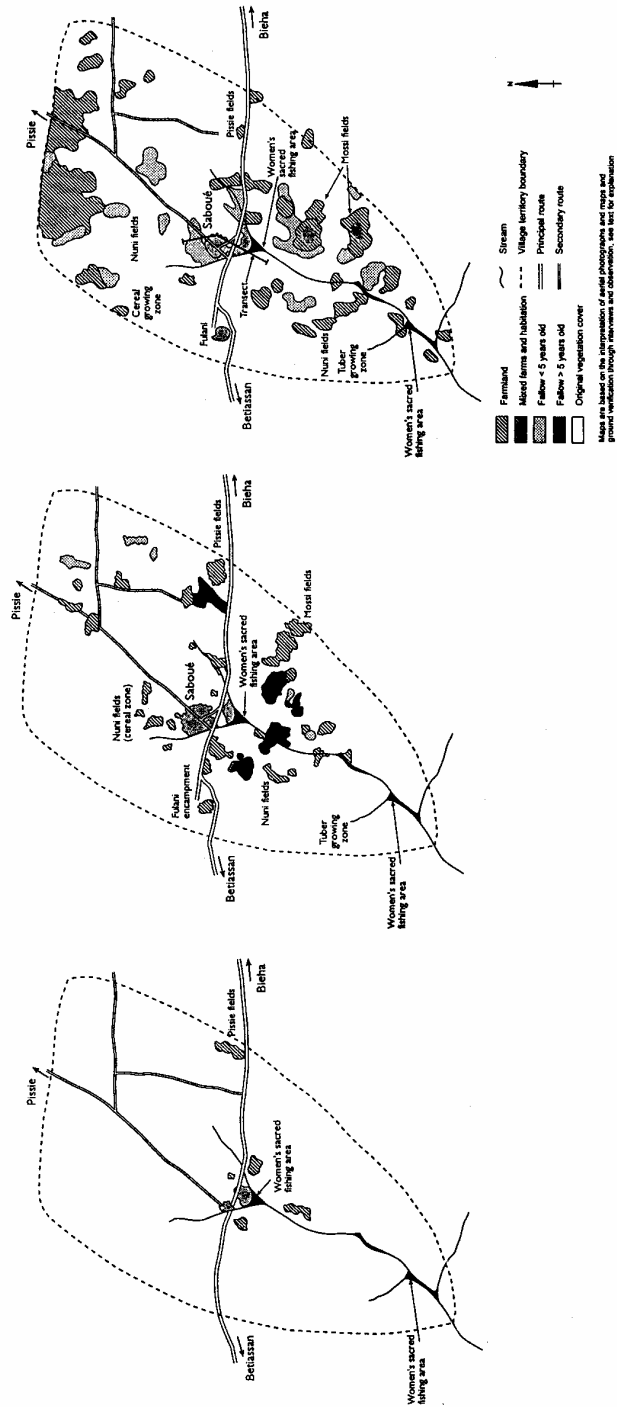 Pissie
Pissie fields
Bieha
Women's sacred
fishing area
Betiassan
Women's sacred
fishing area
Pissie
Nuni fields
(cereal zone)
Saboué
Pissie fields
Bieha
Women's sacred
fishing area
Mossi fields
Fulani
encampment
Nuni fields
Betiassan
Tuber
growing zone
Women's sacred
fishing area
Pissie
Nuni fields
Cereal growing
zone
Saboué
Pissie fields
Bieha
Women's
sacred
fishing area
Mossi fields
Fulani
Transect
Betiassan
Nuni fields
Tuber
growing
zone
Women's sacred
fishing area
N
Farmland
Mixed farms and habitation
Fallow < 5 years old
Fallow > 5 years old
Original vegetation cover
Stream
Village territory boundary
Principal route
Secondary route
Maps are based on the interpretation of aerial photographs and maps and
ground verification through interviews and observation, see text for explanation